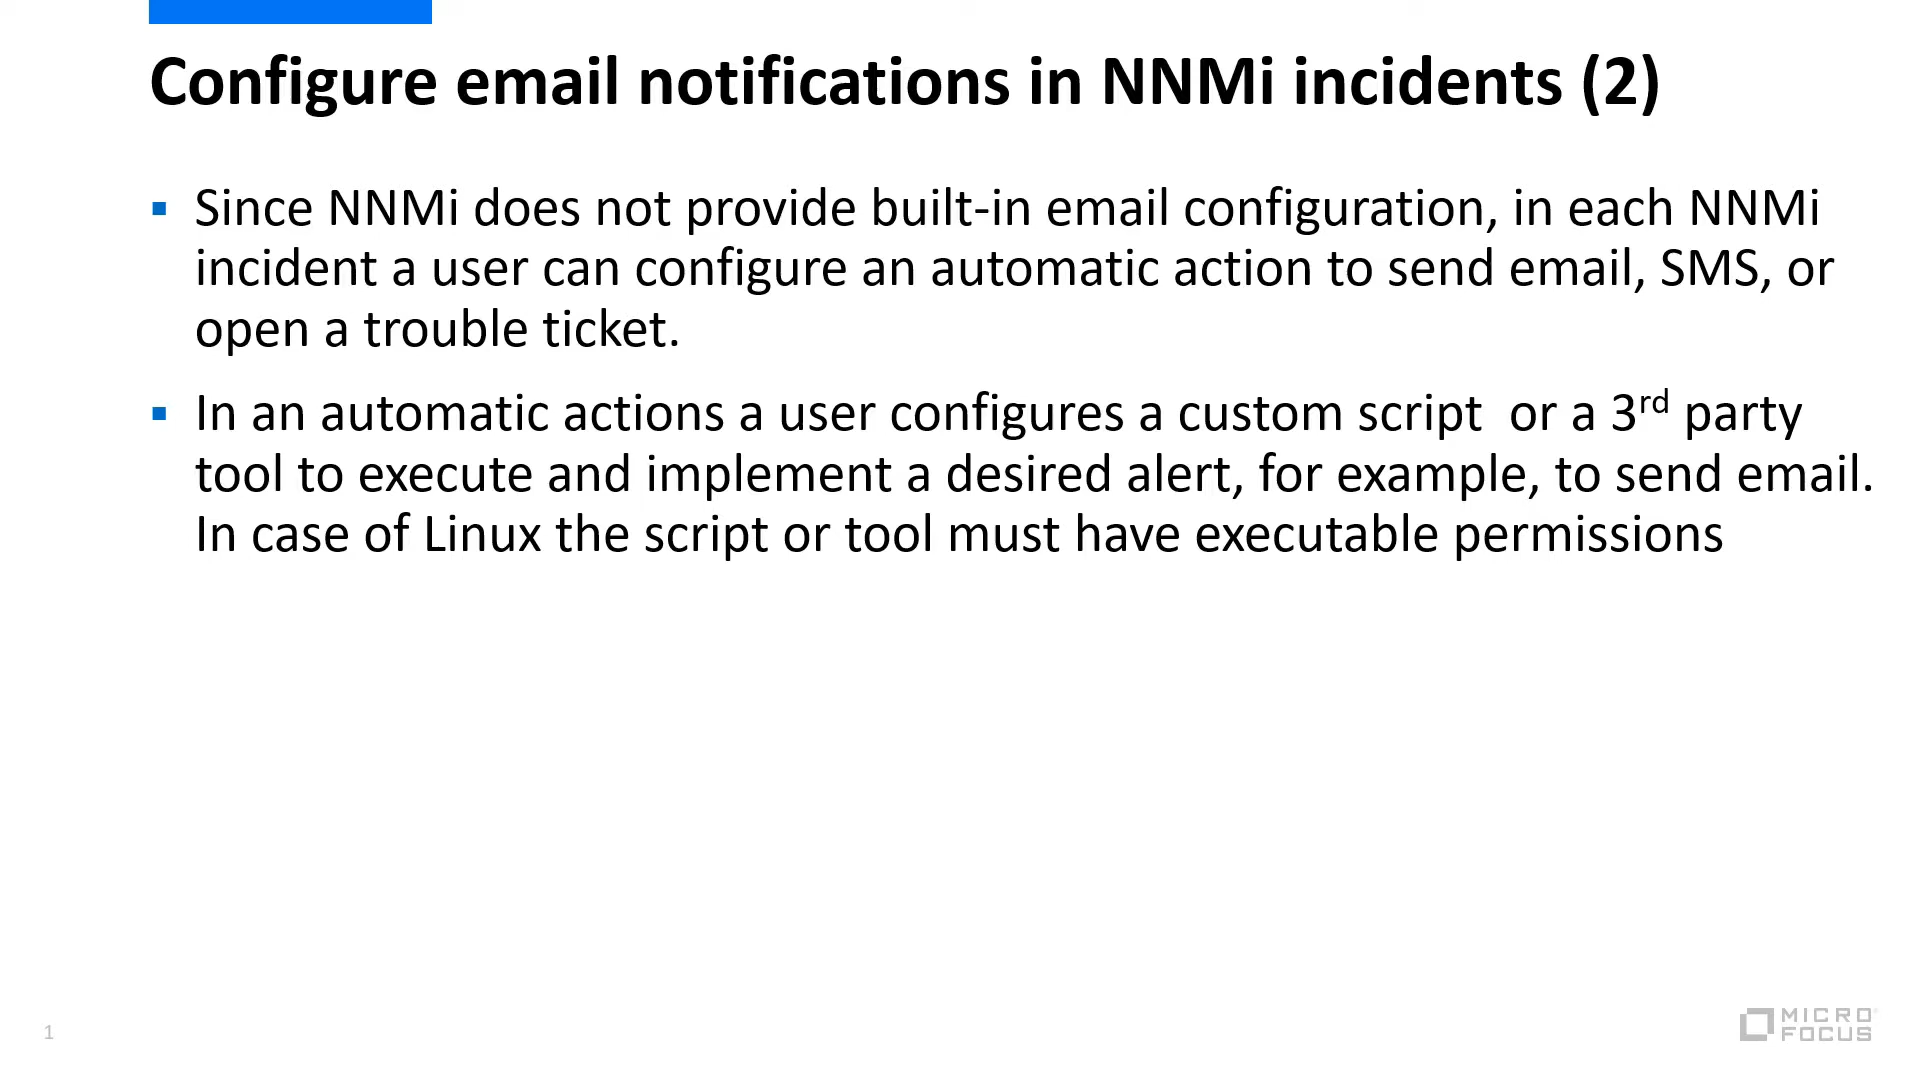 Configure email notifications in NNMi incidents (2)
▪ Since NNMi does not provide built-in email configuration, in each NNMi
incident a user can configure an automatic action to send email, SMS, or
open a trouble ticket.
▪ In an automatic actions a user configures a custom script  or a 3rd party
tool to execute and implement a desired alert, for example, to send email.
In case of Linux the script or tool must have executable permissions
1
MICRO
FOCUS